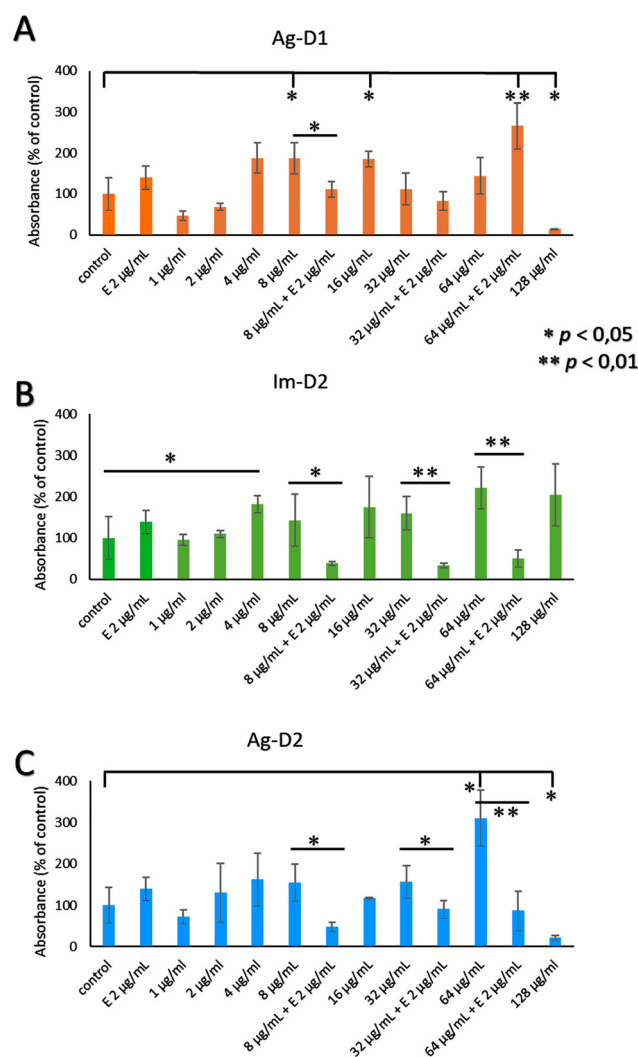 A
Ag-D1
Absorbance (% of control)
400
300
200
100
0
* * ** *
*
control
E 2 µg/mL
1 µg/ml
2 µg/ml
4 µg/ml
8 µg/mL
8 µg/mL + E 2 µg/mL
16 µg/mL
32 µg/mL
32 µg/mL + E 2 µg/mL
64 µg/mL
64 µg/mL + E 2 µg/mL
128 µg/ml
* p < 0,05
** p < 0,01
B
Im-D2
Absorbance (% of control)
400
300
200
100
0
* * ** **
control
E 2 µg/mL
1 µg/ml
2 µg/ml
4 µg/ml
8 µg/mL
8 µg/mL + E 2 µg/mL
16 µg/mL
32 µg/mL
32 µg/mL + E 2 µg/mL
64 µg/mL
64 µg/mL + E 2 µg/mL
128 µg/ml
C
Ag-D2
Absorbance (% of control)
400
300
200
100
0
* *
* * **
control
E 2 µg/mL
1 µg/ml
2 µg/ml
4 µg/ml
8 µg/mL
8 µg/mL + E 2 µg/mL
16 µg/mL
32 µg/mL
32 µg/mL + E 2 µg/mL
64 µg/mL
64 µg/mL + E 2 µg/mL
128 µg/ml